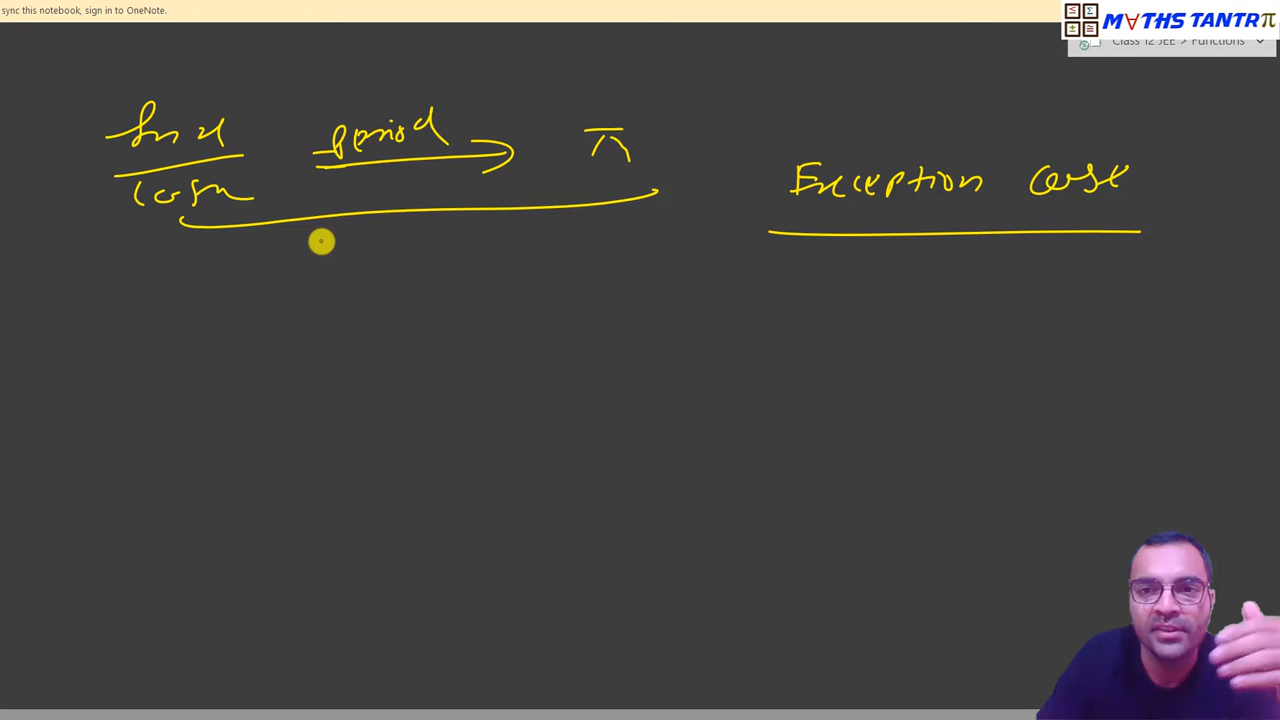 sync this notebook, sign in to OneNote.
MATHS TANTRπ
Class 12 JEE > Functions
sin x
cos x
period
π
Exception case